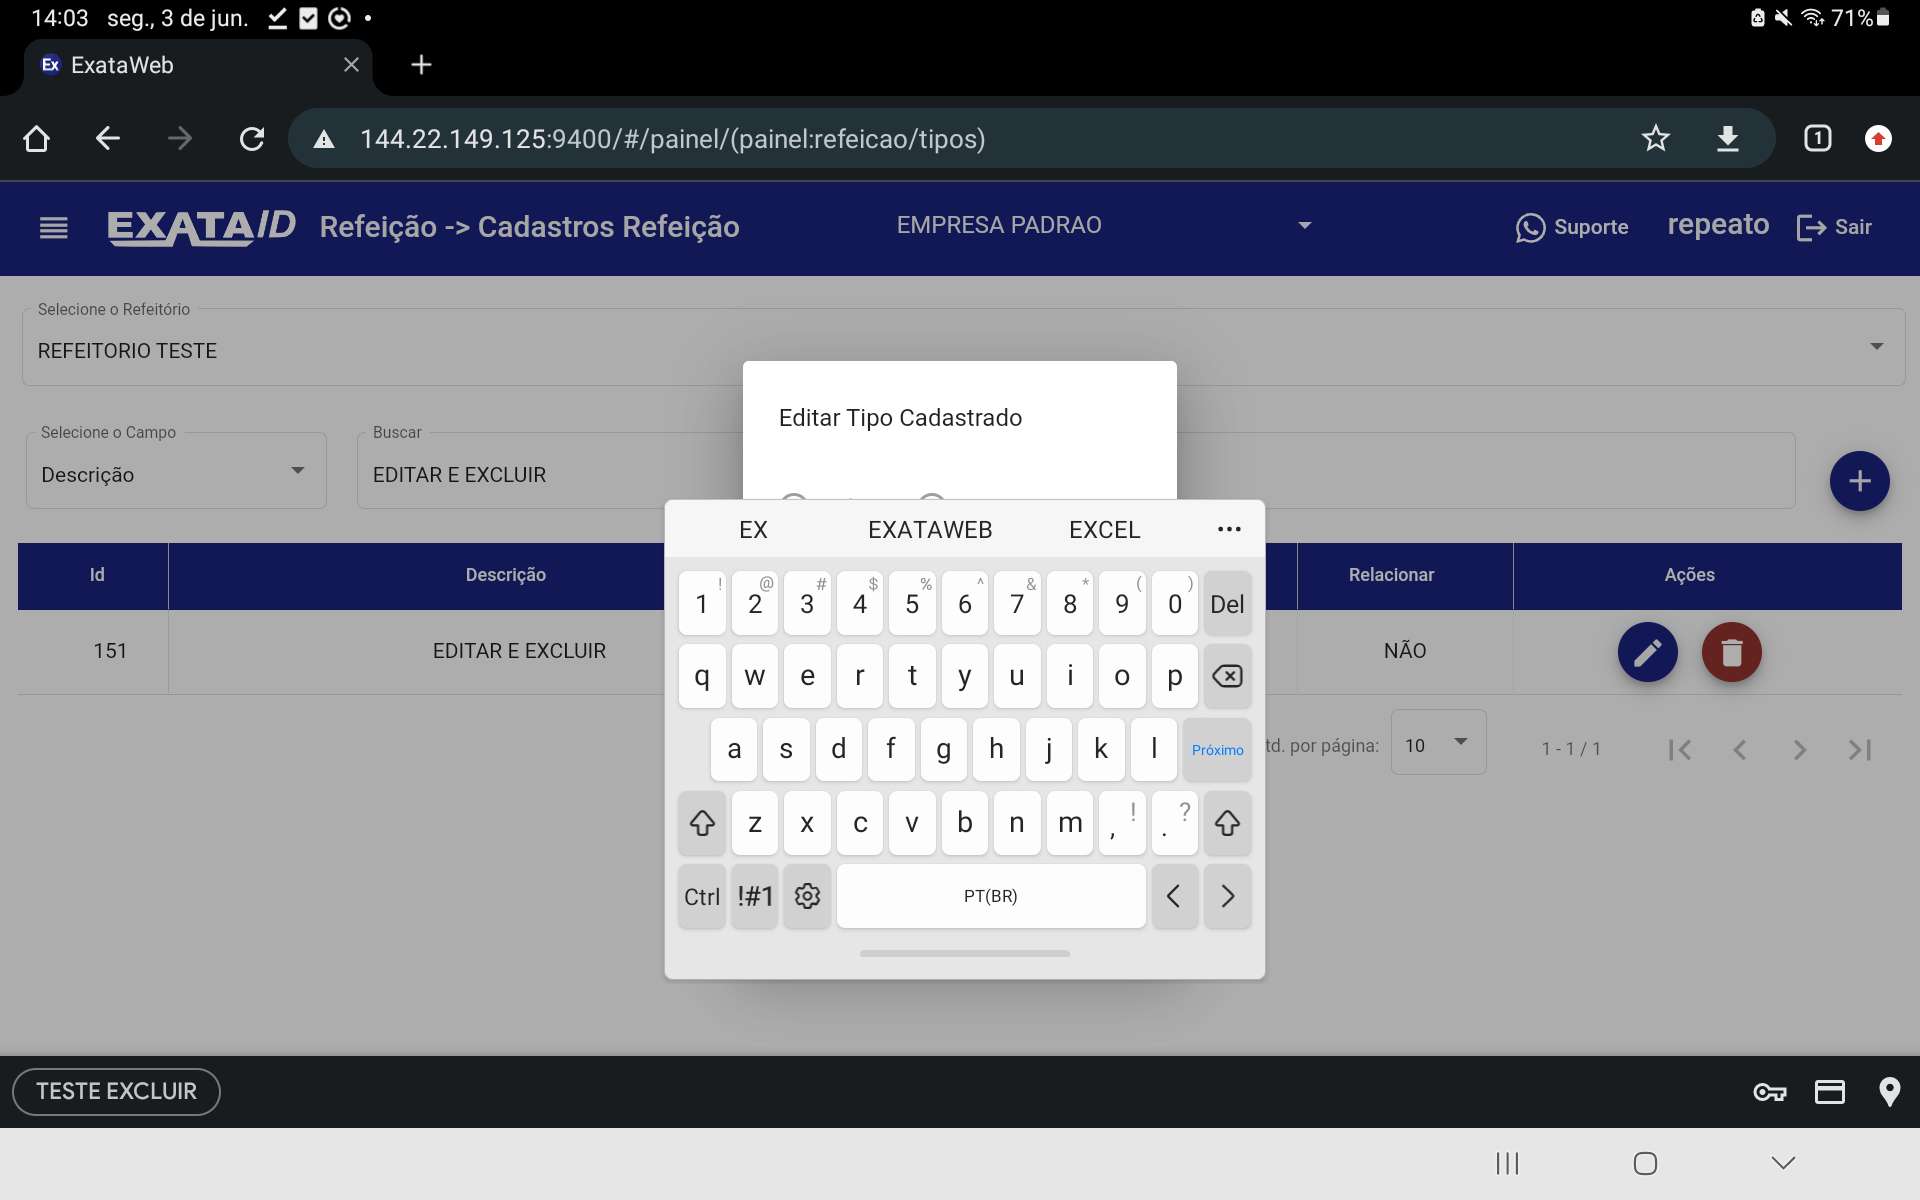 14:03 seg., 3 de jun.
71%
Ex ExataWeb
144.22.149.125:9400/#/painel/(painel:refeicao/tipos)
1
EXATA/ID Refeição -> Cadastros Refeição EMPRESA PADRAO Suporte repeato Sair
Selecione o Refeitório
REFEITORIO TESTE
Editar Tipo Cadastrado
Selecione o Campo
Descrição
Buscar
EDITAR E EXCLUIR
Id Descrição Relacionar Ações
151 EDITAR E EXCLUIR NÃO
td. por página: 10 1 - 1 / 1
EX EXATAWEB EXCEL
! @ # $ % ^ & * ( )
1 2 3 4 5 6 7 8 9 0 Del
q w e r t y u i o p
a s d f g h j k l Próximo
z x c v b n m , ! . ?
Ctrl !#1 PT(BR)
TESTE EXCLUIR